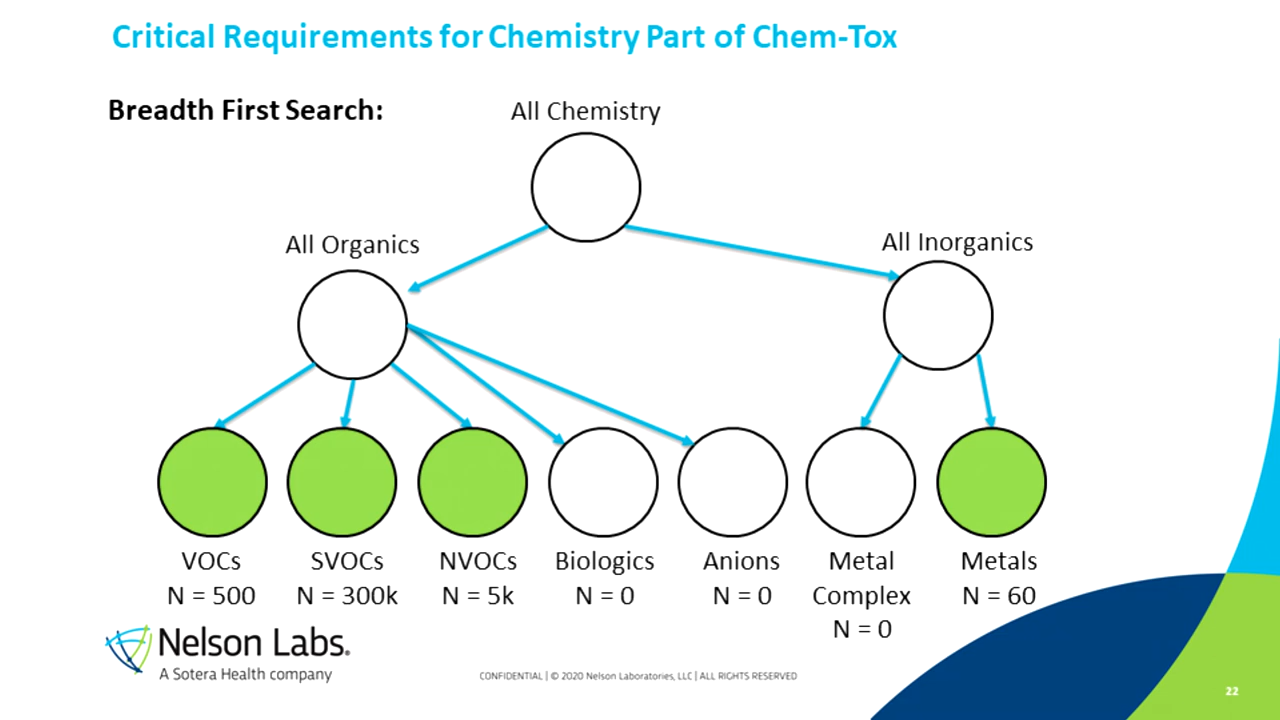 Critical Requirements for Chemistry Part of Chem-Tox
Breadth First Search:
All Chemistry
All Organics
All Inorganics
VOCs
N = 500
SVOCs
N = 300k
NVOCs
N = 5k
Biologics
N = 0
Anions
N = 0
Metal
Complex
N = 0
Metals
N = 60
Nelson Labs®
A Sotera Health company
CONFIDENTIAL | © 2020 Nelson Laboratories, LLC | ALL RIGHTS RESERVED
22